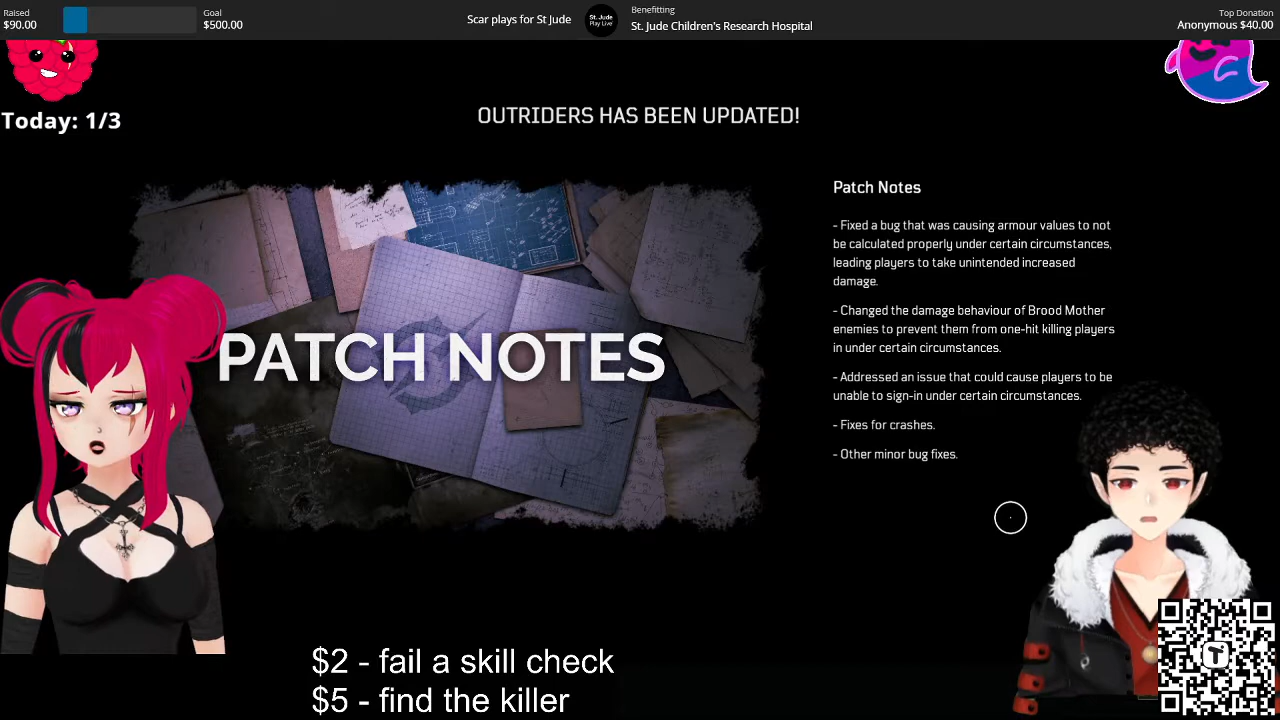 Raised
$90.00
Goal
$500.00
Scar plays for St Jude
St. Jude
Play Live
Benefitting
St. Jude Children's Research Hospital
Top Donation
Anonymous $40.00
Today: 1/3
OUTRIDERS HAS BEEN UPDATED!
PATCH NOTES
Patch Notes
- Fixed a bug that was causing armour values to not
be calculated properly under certain circumstances,
leading players to take unintended increased
damage.
- Changed the damage behaviour of Brood Mother
enemies to prevent them from one-hit killing players
in under certain circumstances.
- Addressed an issue that could cause players to be
unable to sign-in under certain circumstances.
- Fixes for crashes.
- Other minor bug fixes.
$2 - fail a skill check
$5 - find the killer